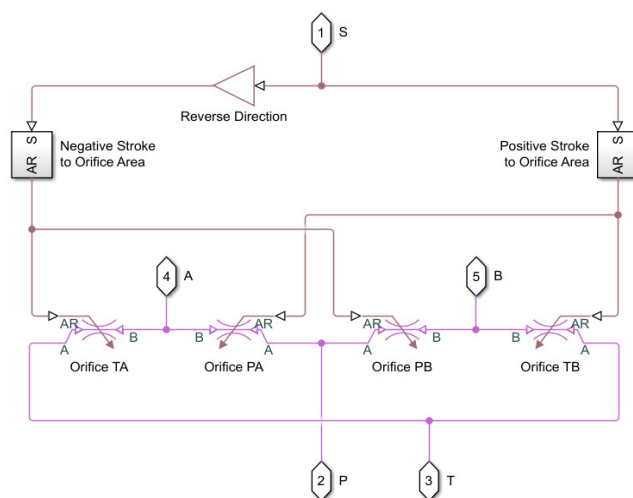 1 S
Reverse Direction
S
AR
Negative Stroke
to Orifice Area
Positive Stroke
to Orifice Area
S
AR
4 A
5 B
AR
A
B
Orifice TA
B
AR
A
Orifice PA
AR
A
B
Orifice PB
B
AR
A
Orifice TB
2 P
3 T